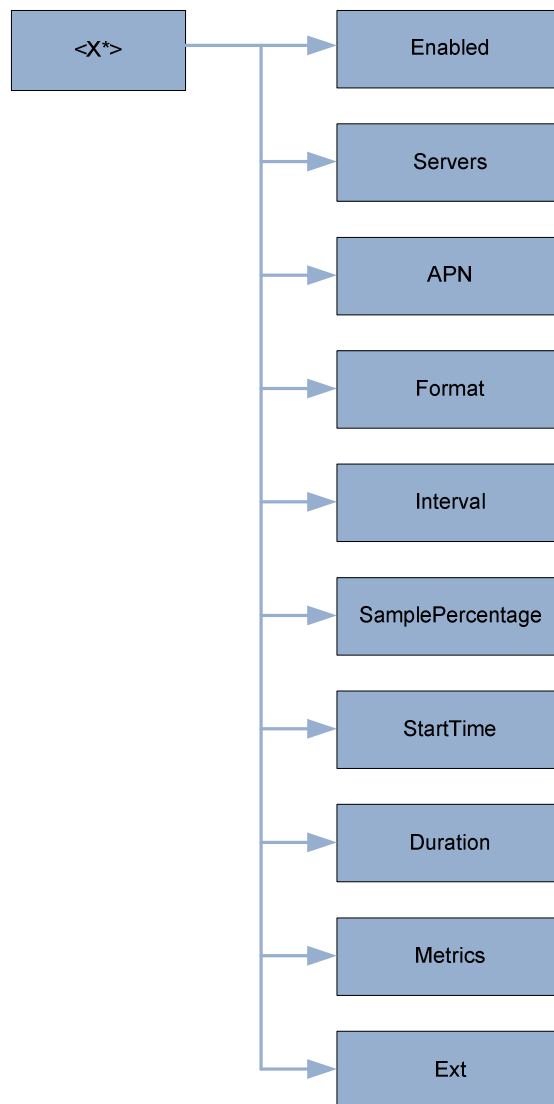 <X*>
Enabled
Servers
APN
Format
Interval
SamplePercentage
StartTime
Duration
Metrics
Ext